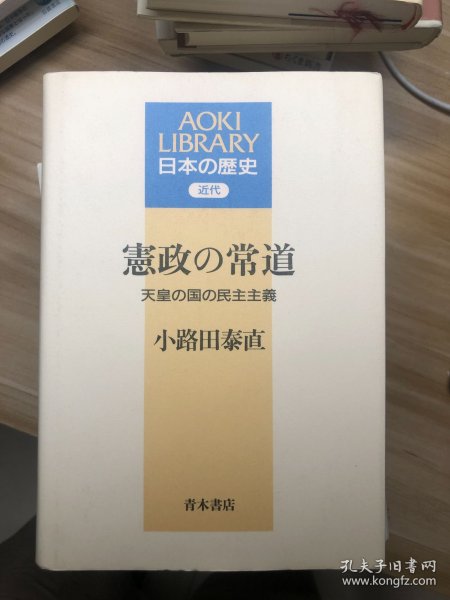 AOKI
LIBRARY
日本の歴史
近代
憲政の常道
天皇の国の民主主義
小路田泰直
青木書店
孔夫子旧书网
www.kongfz.com